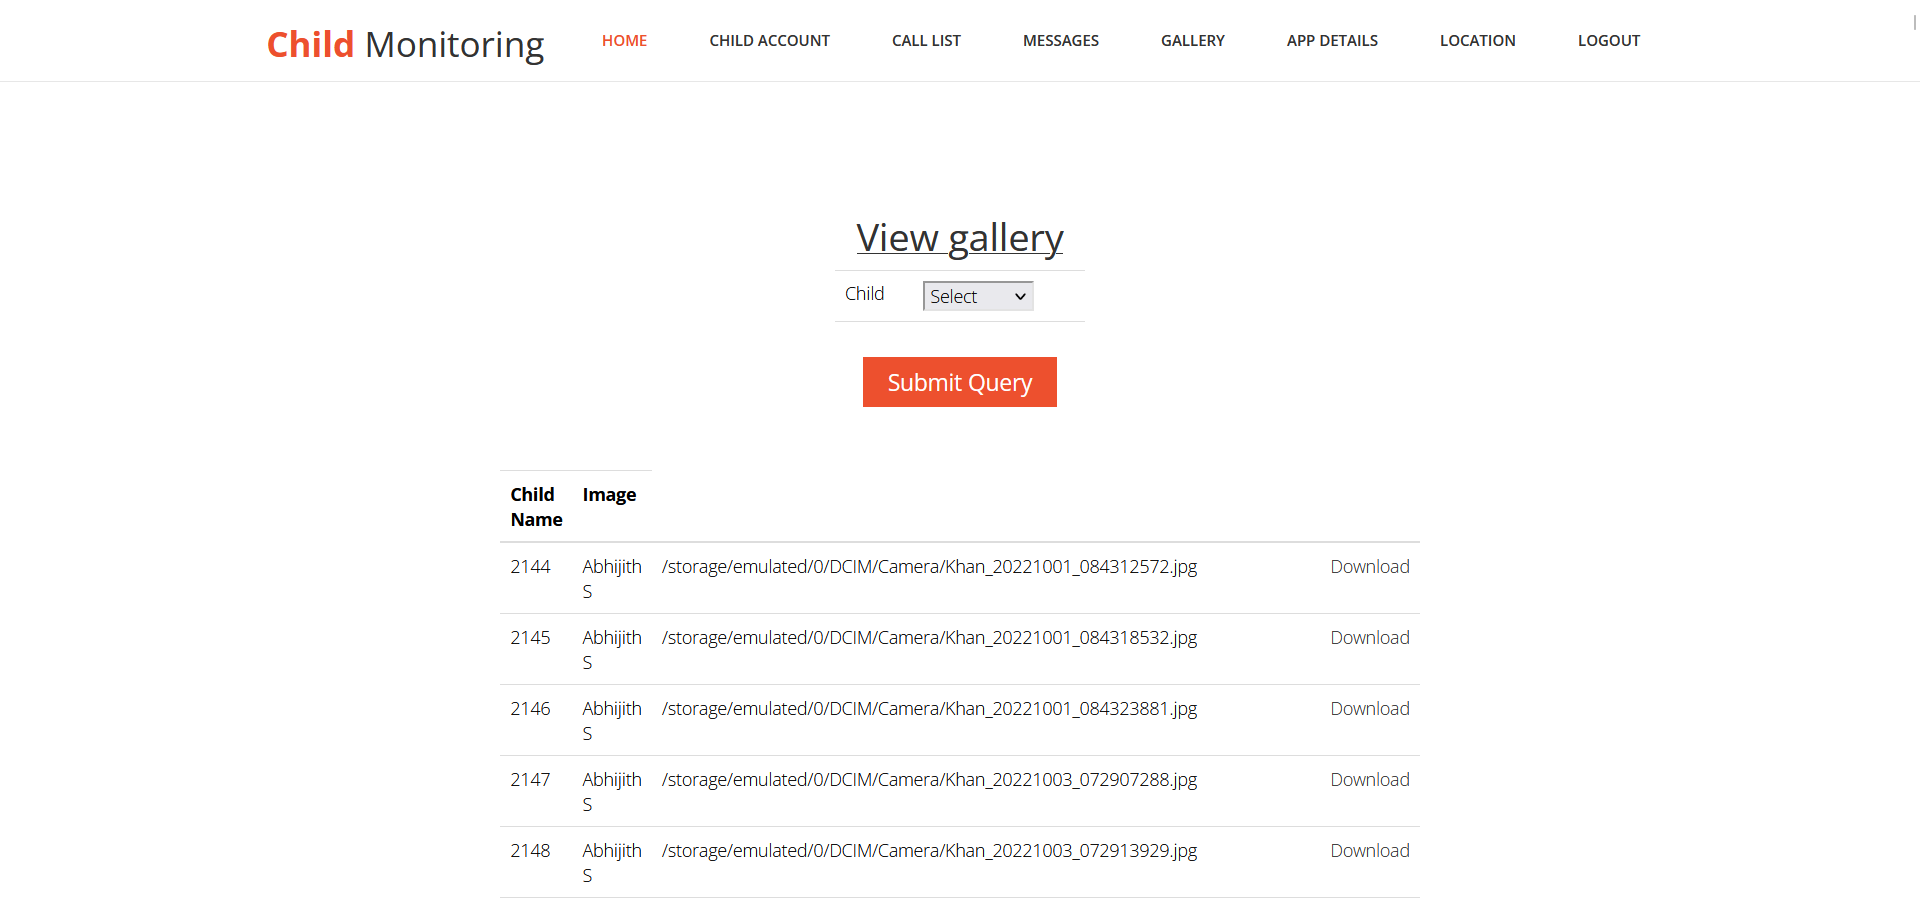 Child Monitoring HOME CHILD ACCOUNT CALL LIST MESSAGES GALLERY APP DETAILS LOCATION LOGOUT
View gallery
Child Select
Submit Query
Child Name Image
2144 Abhijith S /storage/emulated/0/DCIM/Camera/Khan_20221001_084312572.jpg Download
2145 Abhijith S /storage/emulated/0/DCIM/Camera/Khan_20221001_084318532.jpg Download
2146 Abhijith S /storage/emulated/0/DCIM/Camera/Khan_20221001_084323881.jpg Download
2147 Abhijith S /storage/emulated/0/DCIM/Camera/Khan_20221003_072907288.jpg Download
2148 Abhijith S /storage/emulated/0/DCIM/Camera/Khan_20221003_072913929.jpg Download